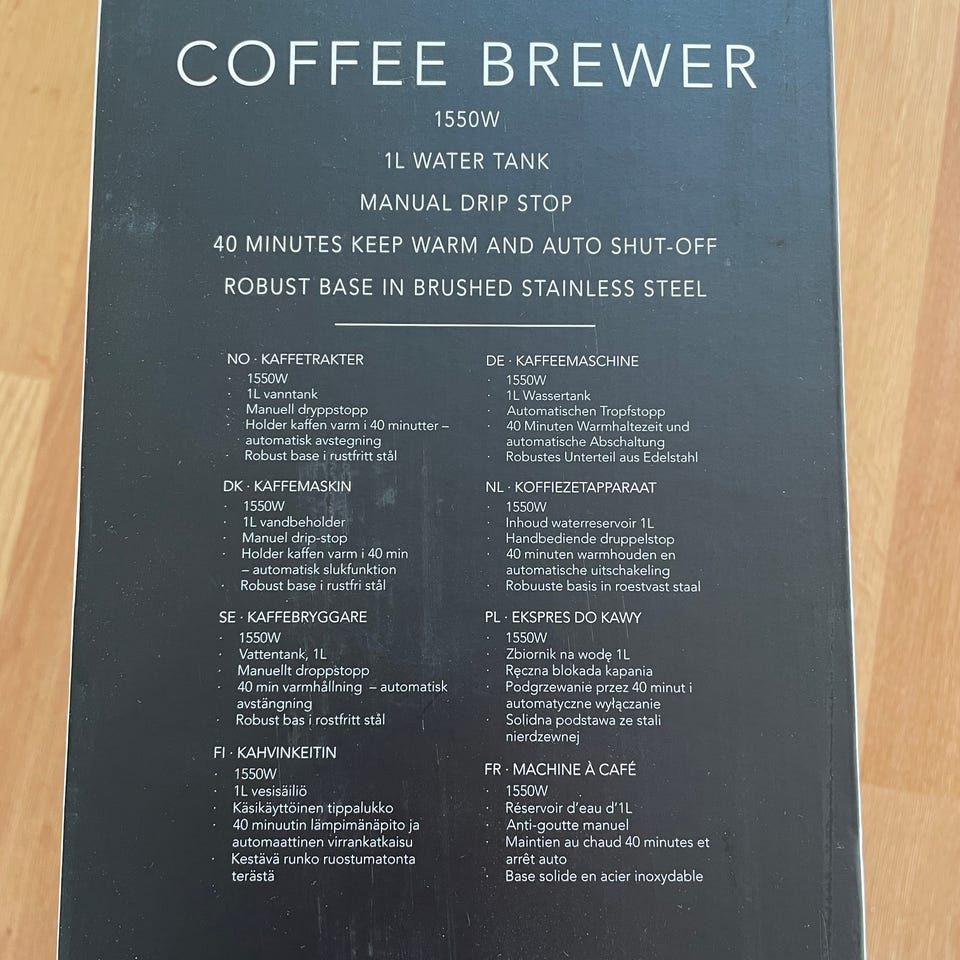 COFFEE BREWER
1550W
1L WATER TANK
MANUAL DRIP STOP
40 MINUTES KEEP WARM AND AUTO SHUT-OFF
ROBUST BASE IN BRUSHED STAINLESS STEEL
NO · KAFFETRAKTER
· 1550W
· 1L vanntank
Manuell dryppstopp
· Holder kaffen varm i 40 minutter –
automatisk avstegning
· Robust base i rustfritt stål
DK · KAFFEMASKIN
· 1550W
· 1L vandbeholder
· Manuel drip-stop
· Holder kaffen varm i 40 min
– automatisk slukfunktion
· Robust base i rustfri stål
SE · KAFFEBRYGGARE
· 1550W
· Vattentank, 1L
· Manuellt droppstopp
· 40 min varmhållning – automatisk
avstängning
· Robust bas i rostfritt stål
FI · KAHVINKEITIN
· 1550W
· 1L vesisäiliö
· Käsikäyttöinen tippalukko
· 40 minuutin lämpimänäpito ja
automaattinen virrankatkaisu
· Kestävä runko ruostumatonta
terästä
DE · KAFFEEMASCHINE
· 1550W
· 1L Wassertank
· Automatischen Tropfstopp
· 40 Minuten Warmhaltezeit und
automatische Abschaltung
· Robustes Unterteil aus Edelstahl
NL · KOFFIEZETAPPARAAT
· 1550W
· Inhoud waterreservoir 1L
· Handbediende druppelstop
· 40 minuten warmhouden en
automatische uitschakeling
· Robuuste basis in roestvast staal
PL · EKSPRES DO KAWY
· 1550W
· Zbiornik na wodę 1L
· Ręczna blokada kapania
· Podgrzewanie przez 40 minut i
automatyczne wyłączanie
· Solidna podstawa ze stali
nierdzewnej
FR · MACHINE À CAFÉ
· 1550W
· Réservoir d'eau d'1L
· Anti-goutte manuel
· Maintien au chaud 40 minutes et
arrêt auto
· Base solide en acier inoxydable